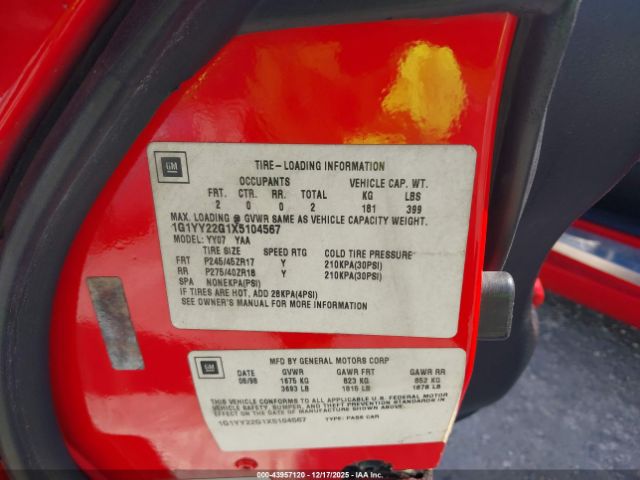 GM
TIRE-LOADING INFORMATION
OCCUPANTS VEHICLE CAP. WT.
FRT. CTR. RR. TOTAL KG LBS
2 0 0 2 181 399
MAX. LOADING @ GVWR SAME AS VEHICLE CAPACITY WEIGHT.
1G1YY22G1X5104567
MODEL: YY07 YAA
TIRE SIZE SPEED RTG COLD TIRE PRESSURE
FRT P245/45ZR17 Y 210KPA(30PSI)
RR P275/40ZR18 Y 210KPA(30PSI)
SPA NONEKPA(PSI)
IF TIRES ARE HOT, ADD 28KPA(4PSI)
SEE OWNER'S MANUAL FOR MORE INFORMATION
GM
MFD BY GENERAL MOTORS CORP
DATE GVWR GAWR FRT GAWR RR
06/98 1675 KG 823 KG 852 KG
3693 LB 1815 LB 1878 LB
THIS VEHICLE CONFORMS TO ALL APPLICABLE U.S. FEDERAL MOTOR
VEHICLE SAFETY, BUMPER, AND THEFT PREVENTION STANDARDS IN
EFFECT ON THE DATE OF MANUFACTURE SHOWN ABOVE.
1G1YY22G1X5104567 TYPE: PASS CAR
000-43957120 - 12/17/2025 - IAAI Copyright